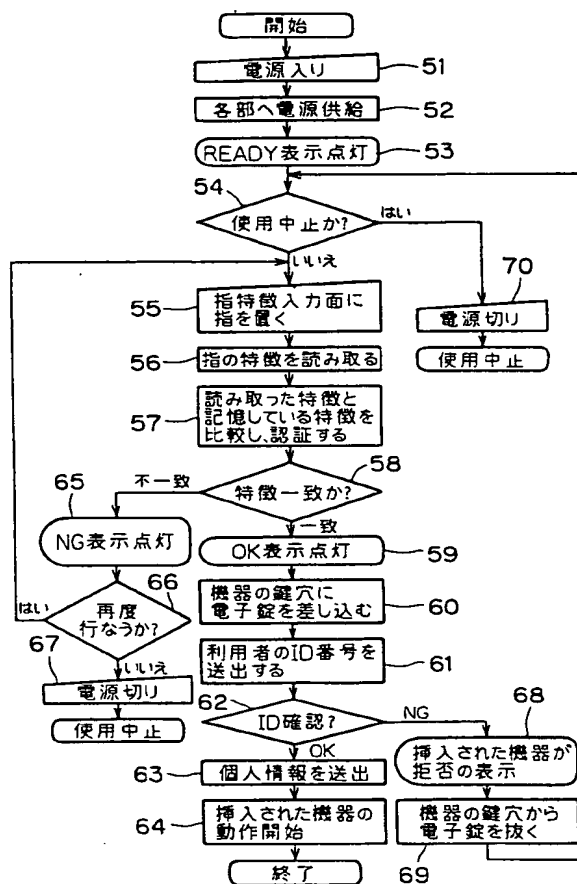 開始
電源入り
51
各部へ電源供給
52
READY表示点灯
53
54
使用中止か?
はい
いいえ
55
指特徴入力面に
指を置く
70
電源切り
使用中止
56
指の特徴を読み取る
57
読み取った特徴と
記憶している特徴を
比較し、認証する
58
特徴一致か?
不一致
一致
65
NG表示点灯
OK表示点灯
59
66
はい
再度
行なうか?
いいえ
機器の鍵穴に
電子錠を差し込む
60
67
電源切り
使用中止
利用者のID番号を
送出する
61
62
ID確認?
NG
OK
68
挿入された機器が
拒否の表示
63
個人情報を送出
64
挿入された機器の
動作開始
機器の鍵穴から
電子錠を抜く
69
終了